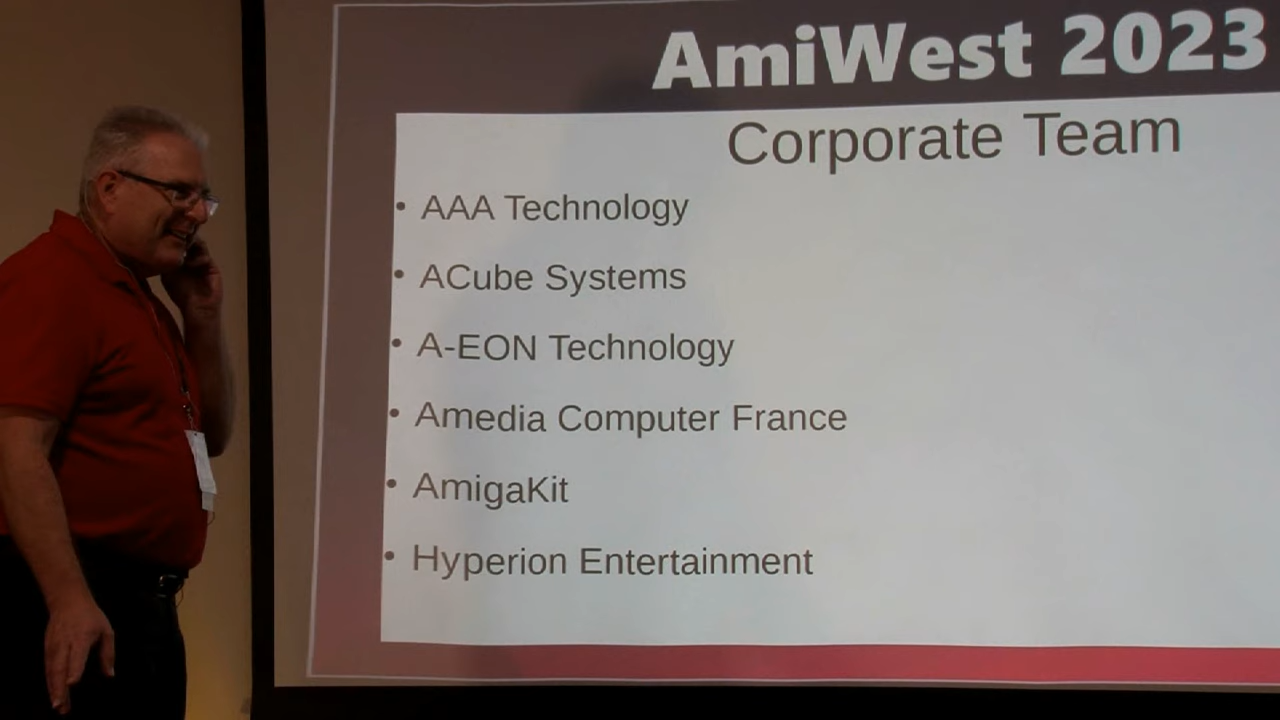 AmiWest 2023
Corporate Team
• AAA Technology
• ACube Systems
• A-EON Technology
• Amedia Computer France
• AmigaKit
• Hyperion Entertainment